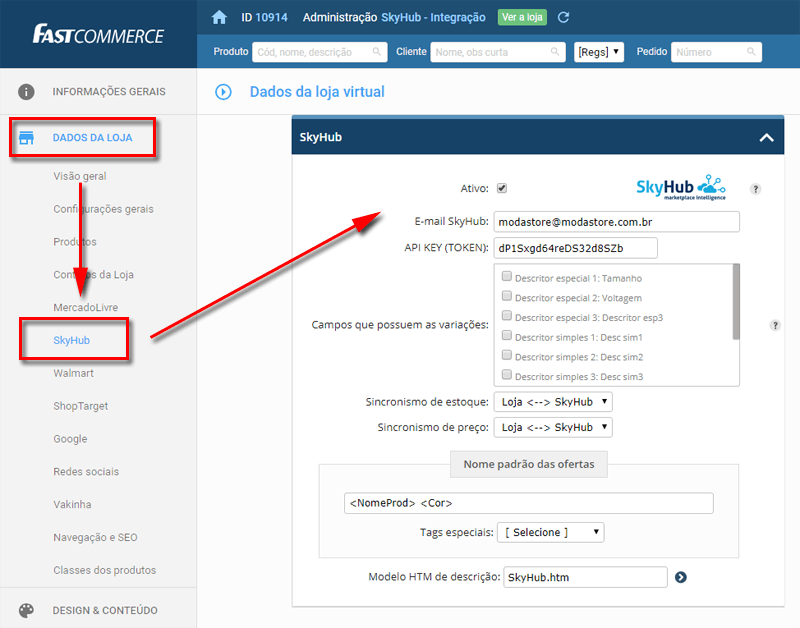 FASTCOMMERCE
ID 10914 Administração SkyHub - Integração Ver a loja
Produto Cód, nome, descrição Cliente Nome, obs curta [Regs] Pedido Número
INFORMAÇÕES GERAIS
DADOS DA LOJA
Visão geral
Configurações gerais
Produtos
Contatos da Loja
MercadoLivre
SkyHub
Walmart
ShopTarget
Google
Redes sociais
Vakinha
Navegação e SEO
Classes dos produtos
DESIGN & CONTEÚDO
Dados da loja virtual
SkyHub
Ativo:
SkyHub
marketplace intelligence
?
E-mail SkyHub: modastore@modastore.com.br
API KEY (TOKEN): dP1Sxgd64reDS32d8SZb
Campos que possuem as variações:
Descritor especial 1: Tamanho
Descritor especial 2: Voltagem
Descritor especial 3: Descritor esp3
Descritor simples 1: Desc sim1
Descritor simples 2: Desc sim2
Descritor simples 3: Desc sim3
?
Sincronismo de estoque: Loja <--> SkyHub
Sincronismo de preço: Loja <--> SkyHub
Nome padrão das ofertas
<NomeProd> <Cor>
Tags especiais: [ Selecione ]
Modelo HTM de descrição: SkyHub.htm